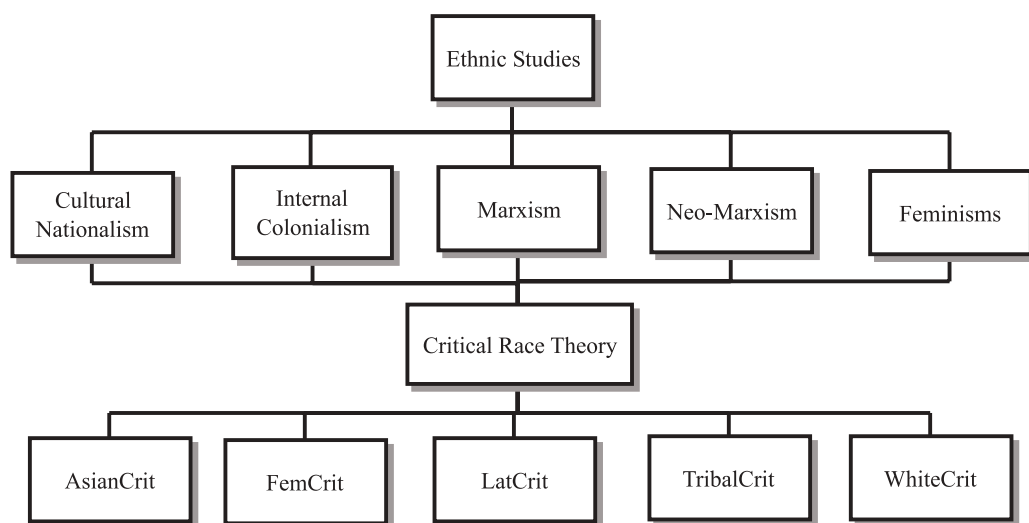 Ethnic Studies
Cultural
Nationalism
Internal
Colonialism
Marxism
Neo-Marxism
Feminisms
Critical Race Theory
AsianCrit
FemCrit
LatCrit
TribalCrit
WhiteCrit